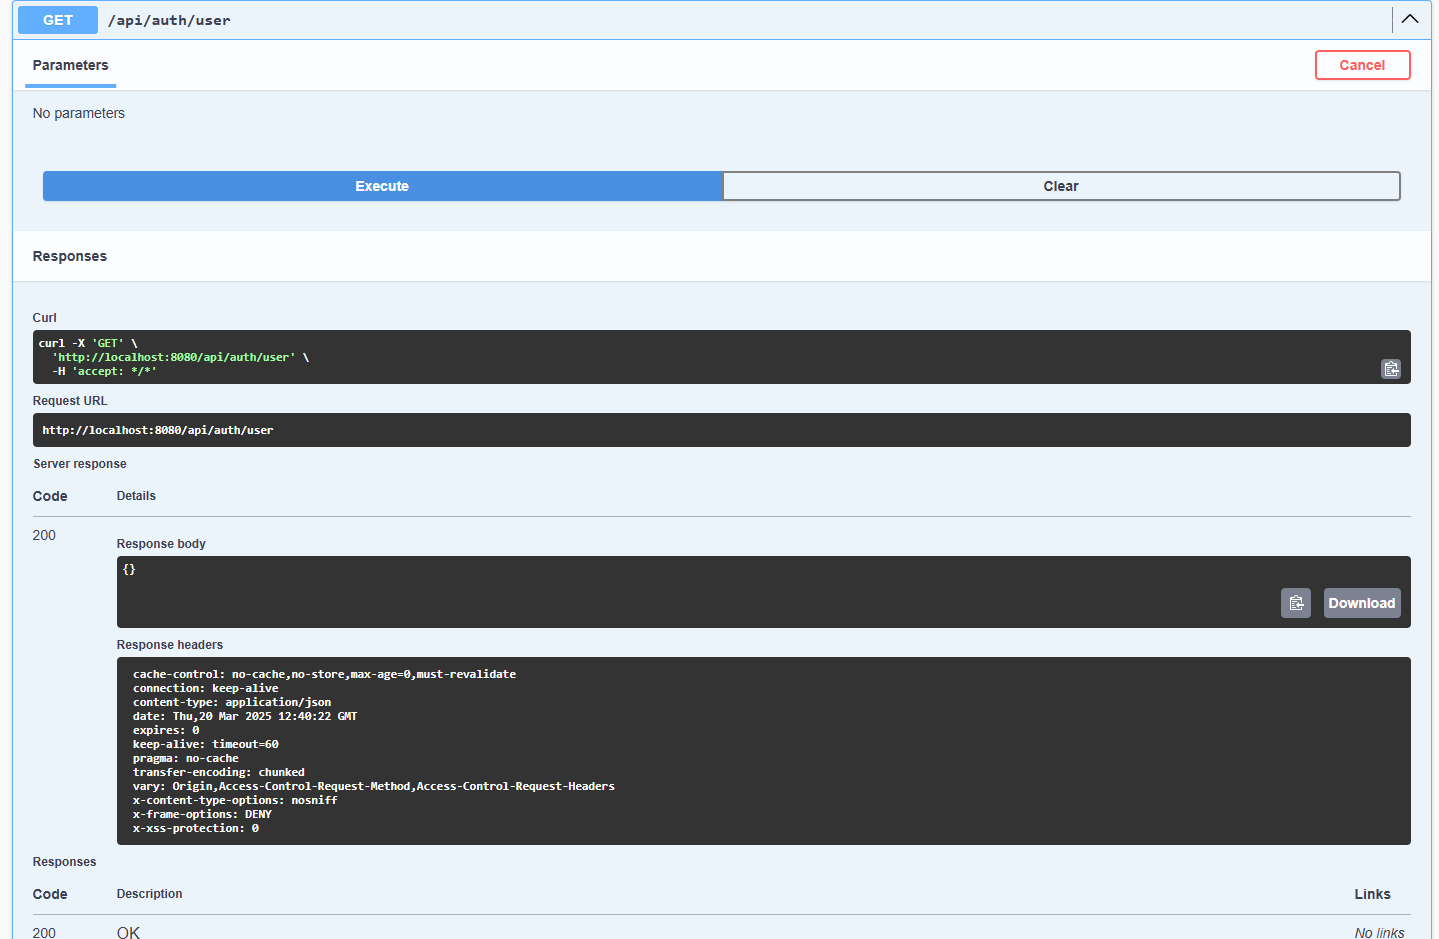 GET /api/auth/user
Parameters
Cancel
No parameters
Execute
Clear
Responses
Curl
curl -X 'GET' \
'http://localhost:8080/api/auth/user' \
-H 'accept: */*'
Request URL
http://localhost:8080/api/auth/user
Server response
Code Details
200
Response body
{}
Download
Response headers
cache-control: no-cache,no-store,max-age=0,must-revalidate
connection: keep-alive
content-type: application/json
date: Thu,20 Mar 2025 12:40:22 GMT
expires: 0
keep-alive: timeout=60
pragma: no-cache
transfer-encoding: chunked
vary: Origin,Access-Control-Request-Method,Access-Control-Request-Headers
x-content-type-options: nosniff
x-frame-options: DENY
x-xss-protection: 0
Responses
Code Description Links
200 OK No links